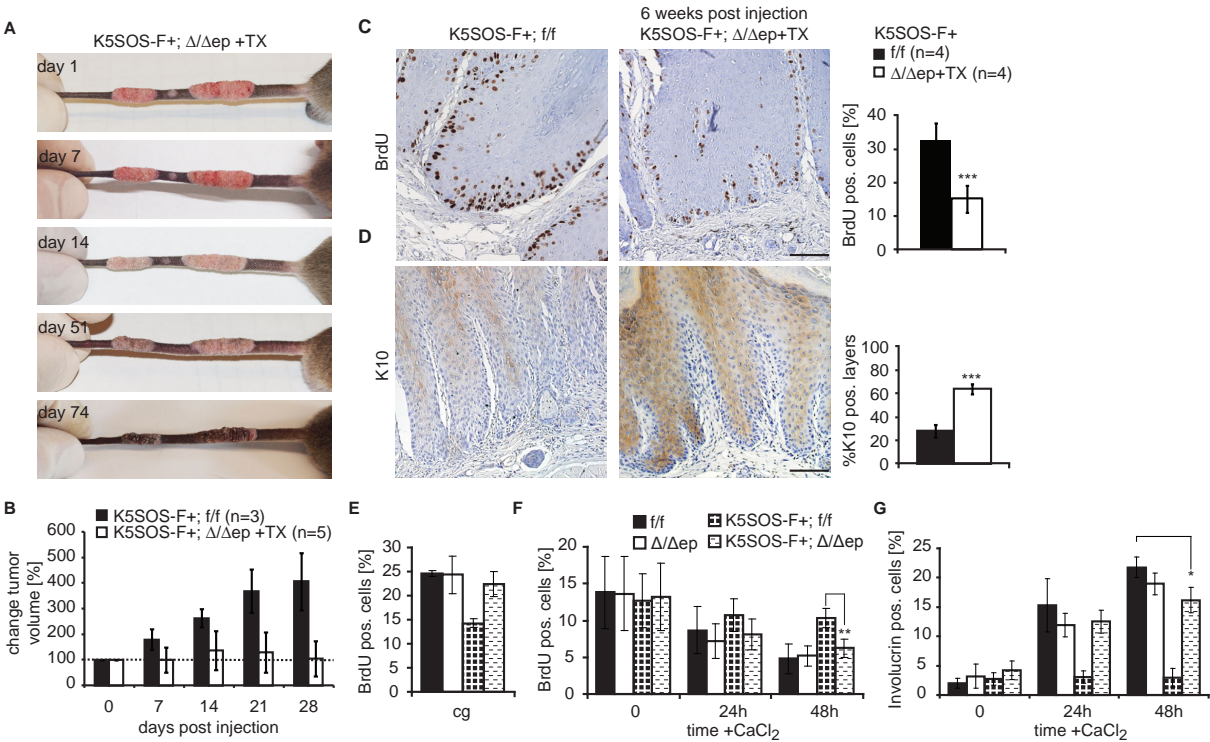 A
K5SOS-F+; Δ/Δep +TX
day 1
day 7
day 14
day 51
day 74
B
K5SOS-F+; f/f (n=3)
K5SOS-F+; Δ/Δep +TX (n=5)
change tumor
volume [%]
600
500
400
300
200
100
0
0 7 14 21 28
days post injection
C
6 weeks post injection
K5SOS-F+; f/f
K5SOS-F+; Δ/Δep+TX
BrdU
K5SOS-F+
f/f (n=4)
Δ/Δep+TX (n=4)
BrdU pos. cells [%]
40
30
20
10
0
***
D
K10
%K10 pos. layers
100
80
60
40
20
0
***
E
BrdU pos. cells [%]
30
25
20
15
10
5
0
cg
F
f/f
Δ/Δep
K5SOS-F+; f/f
K5SOS-F+; Δ/Δep
BrdU pos. cells [%]
20
15
10
5
0
**
0 24h 48h
time +CaCl2
G
Involucrin pos. cells [%]
25
20
15
10
5
0
*
0 24h 48h
time +CaCl2